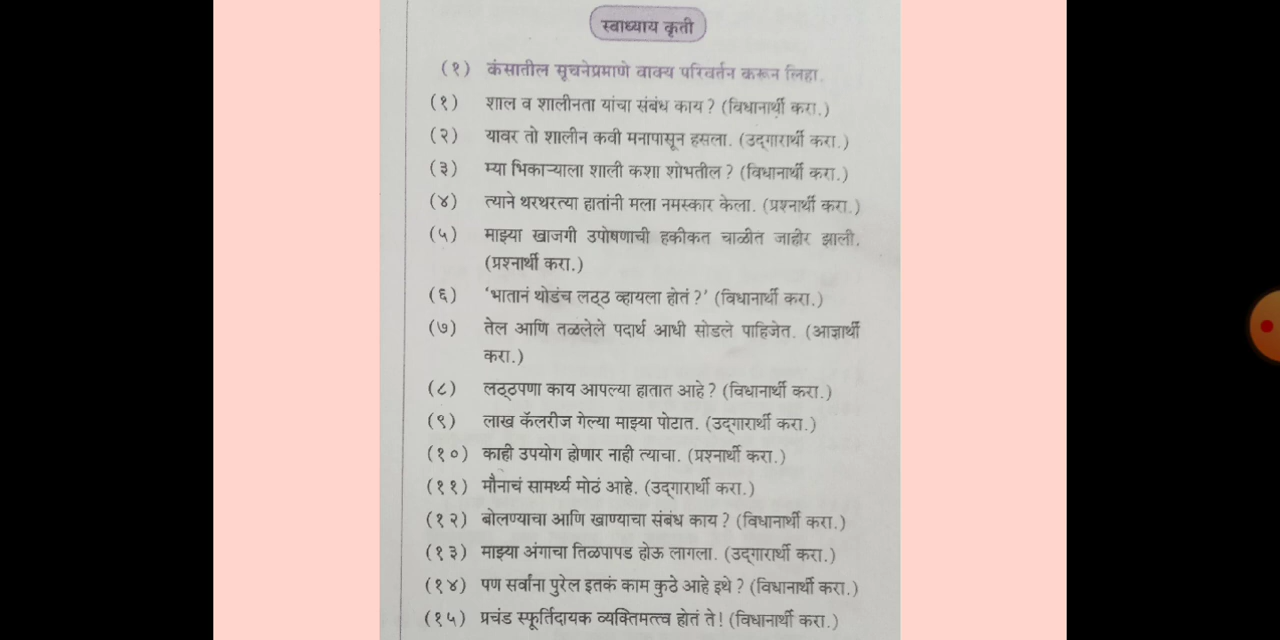 स्वाध्याय कृती
(१) कंसातील सूचनेप्रमाणे वाक्य परिवर्तन करून लिहा.
(१) शाल व शालीनता यांचा संबंध काय ? (विधानार्थी करा.)
(२) यावर तो शालीन कवी मनापासून हसला. (उद्‌गारार्थी करा.)
(३) म्या भिकाऱ्याला शाली कशा शोभतील ? (विधानार्थी करा.)
(४) त्याने थरथरत्या हातांनी मला नमस्कार केला. (प्रश्नार्थी करा.)
(५) माझ्या खाजगी उपोषणाची हकीकत चाळीत जाहीर झाली.
(प्रश्नार्थी करा.)
(६) ‘भातानं थोडंच लठ्ठ व्हायला होतं ?’ (विधानार्थी करा.)
(७) तेल आणि तळलेले पदार्थ आधी सोडले पाहिजेत. (आज्ञार्थी
करा.)
(८) लठ्ठपणा काय आपल्या हातात आहे ? (विधानार्थी करा.)
(९) लाख कॅलरीज गेल्या माझ्या पोटात. (उद्‌गारार्थी करा.)
(१०) काही उपयोग होणार नाही त्याचा. (प्रश्नार्थी करा.)
(११) मौनाचं सामर्थ्य मोठं आहे. (उद्‌गारार्थी करा.)
(१२) बोलण्याचा आणि खाण्याचा संबंध काय ? (विधानार्थी करा.)
(१३) माझ्या अंगाचा तिळपापड होऊ लागला. (उद्‌गारार्थी करा.)
(१४) पण सर्वांना पुरेल इतकं काम कुठे आहे इथे ? (विधानार्थी करा.)
(१५) प्रचंड स्फूर्तिदायक व्यक्तिमत्त्व होतं ते ! (विधानार्थी करा.)